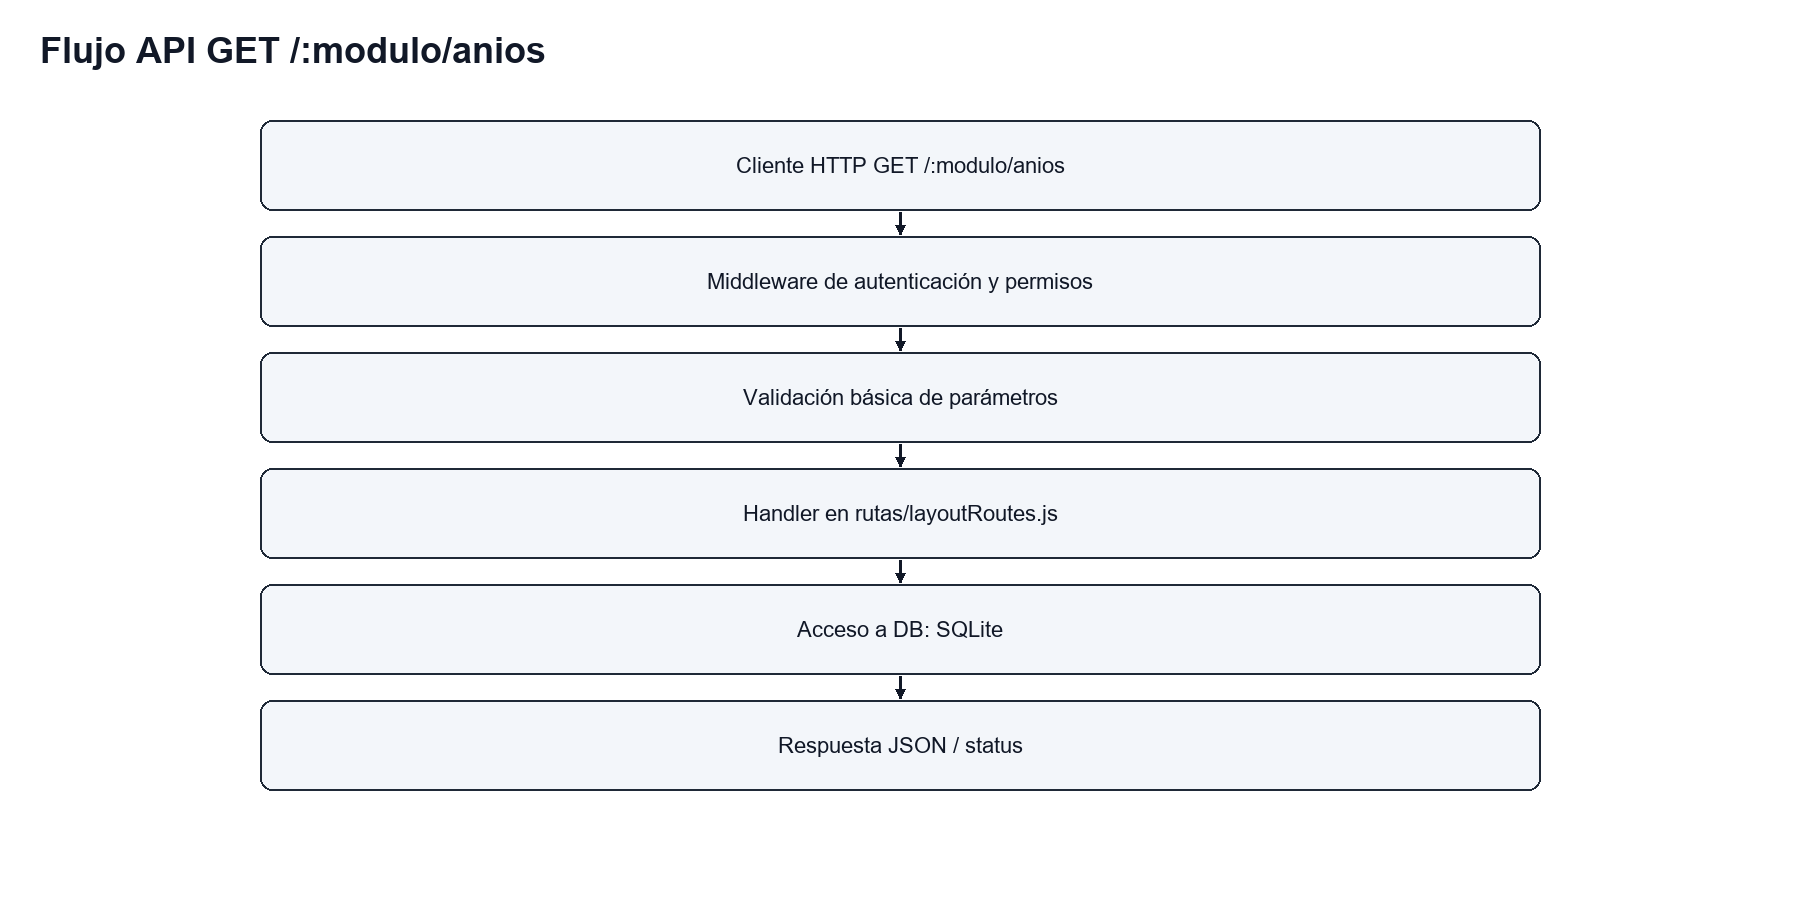 Flujo API GET /:modulo/anios
Cliente HTTP GET /:modulo/anios
Middleware de autenticación y permisos
Validación básica de parámetros
Handler en rutas/layoutRoutes.js
Acceso a DB: SQLite
Respuesta JSON / status